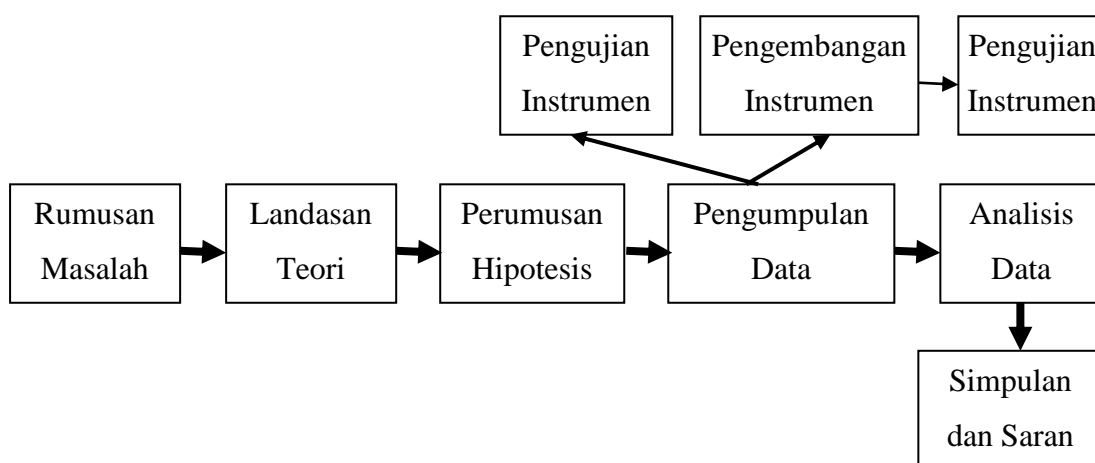 Pengujian
Instrumen
Pengembangan
Instrumen
Pengujian
Instrumen
Rumusan
Masalah
Landasan
Teori
Perumusan
Hipotesis
Pengumpulan
Data
Analisis
Data
Simpulan
dan Saran